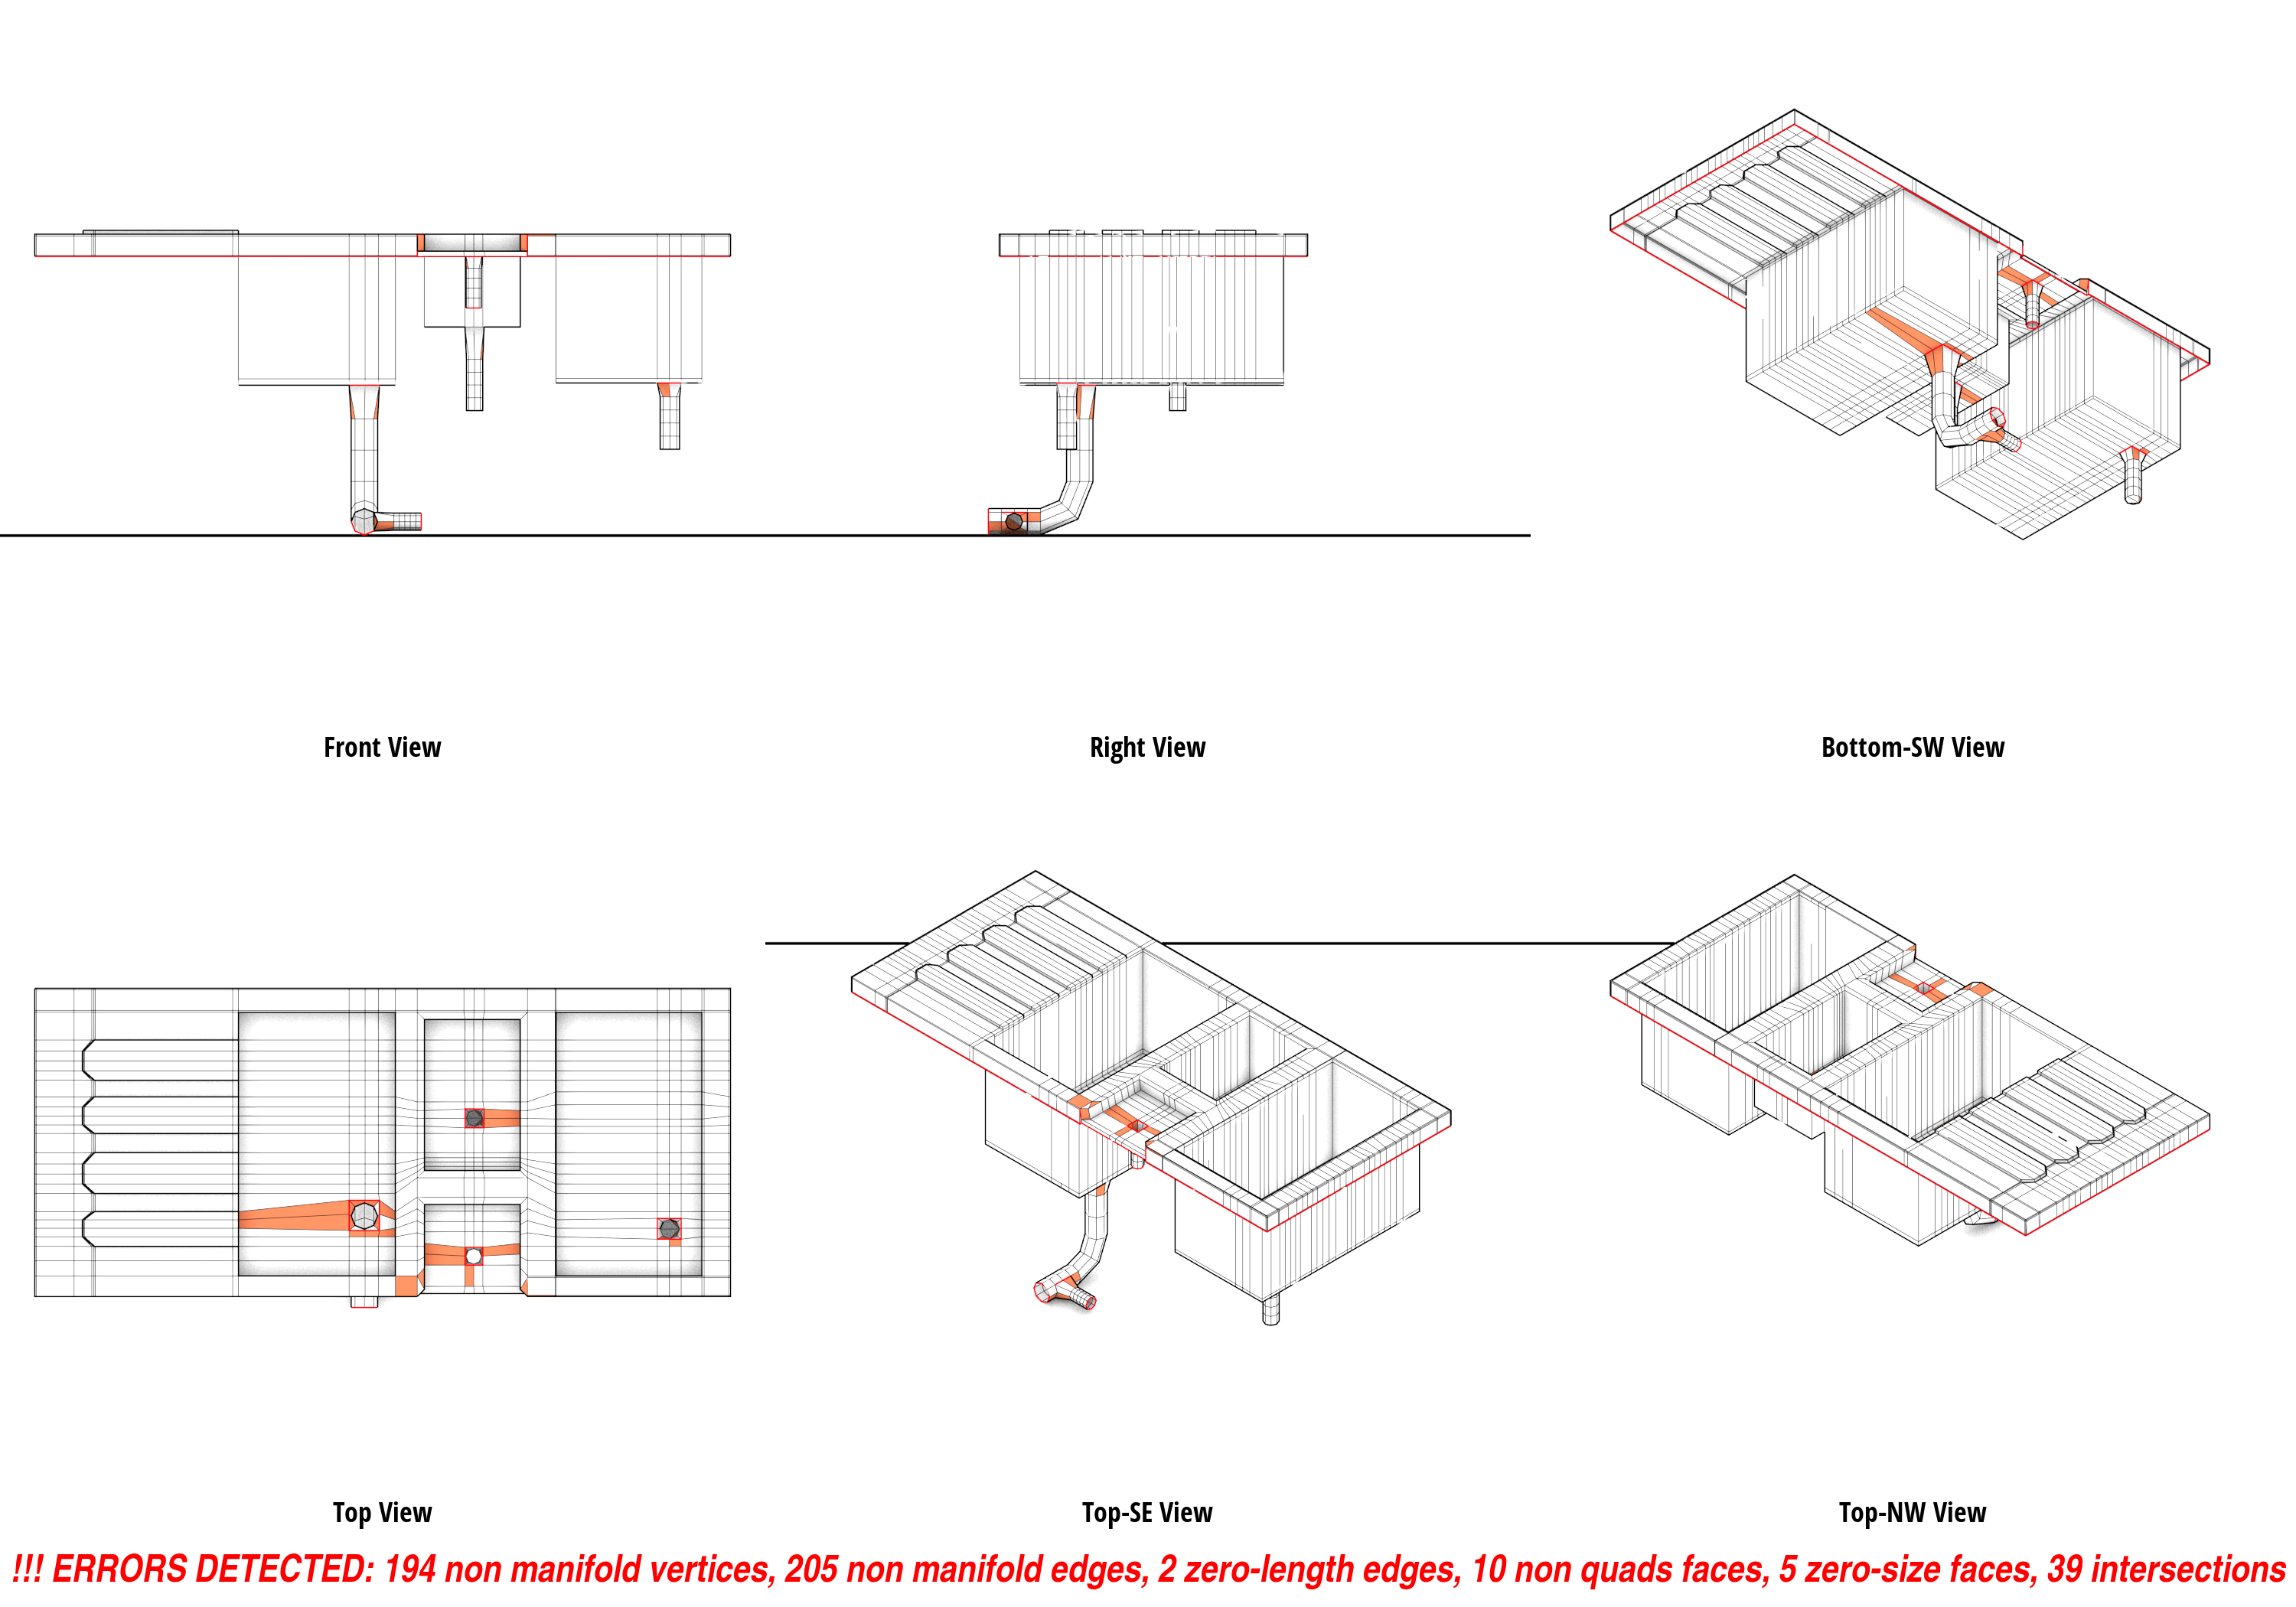 Front View
Right View
Bottom-SW View
Top View
Top-SE View
Top-NW View
!!! ERRORS DETECTED: 194 non manifold vertices, 205 non manifold edges, 2 zero-length edges, 10 non quads faces, 5 zero-size faces, 39 intersections